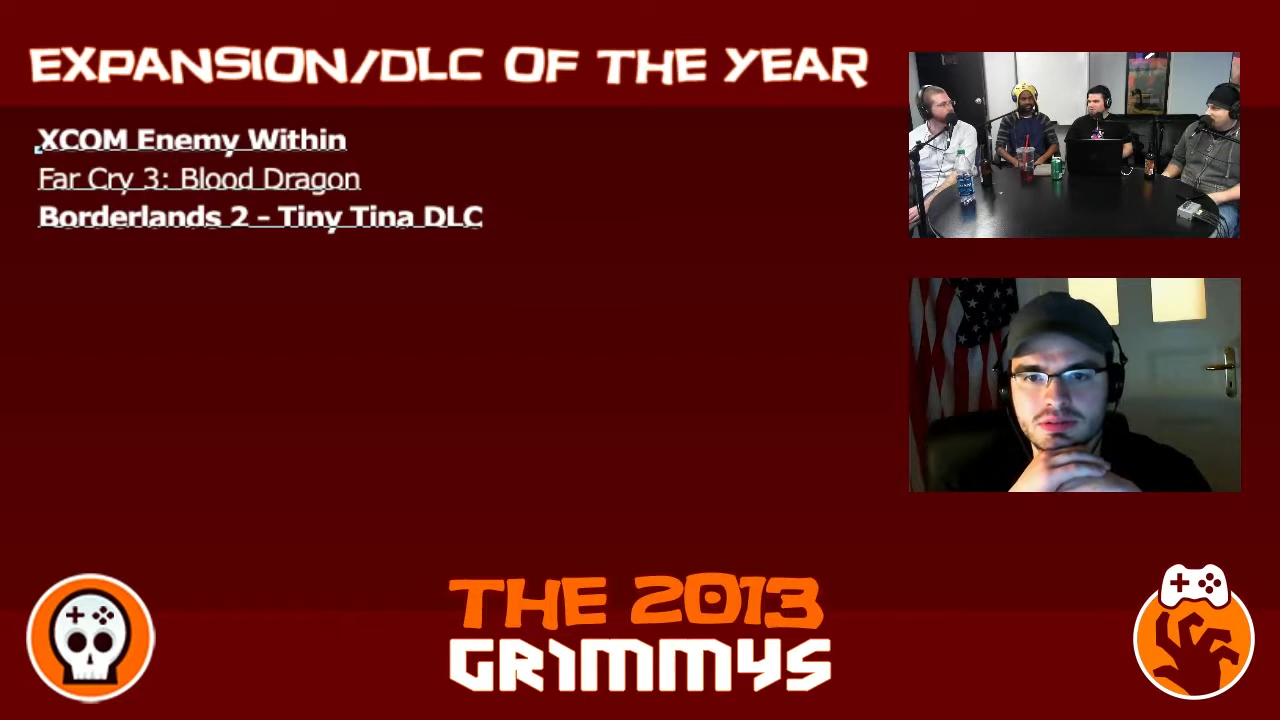 EXPANSION/DLC OF THE YEAR
XCOM Enemy Within
Far Cry 3: Blood Dragon
Borderlands 2 - Tiny Tina DLC
THE 2013
GR1MM4S